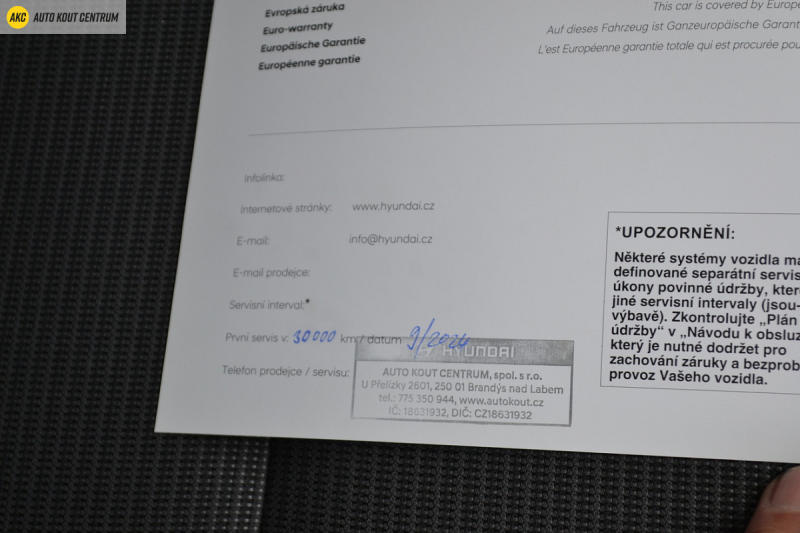 AKC AUTO KOUT CENTRUM
Evropská záruka
Euro-warranty
Europäische Garantie
Européenne garantie
This car is covered by Europe
Auf dieses Fahrzeug ist Ganzeuropäische Garant
L'est Européenne garantie totale qui est procurée pou
Infolinka:
Internetové stránky: www.hyundai.cz
E-mail: info@hyundai.cz
E-mail prodejce:
Servisní interval:*
První servis v: 30000 km / datum 9/2024
Telefon prodejce / servisu:
HYUNDAI
AUTO KOUT CENTRUM, spol. s r.o.
U Přelízky 2601, 250 01 Brandýs nad Labem
tel.: 775 350 944, www.autokout.cz
IČ: 18631932, DIČ: CZ18631932
*UPOZORNĚNÍ:
Některé systémy vozidla ma
definované separátní servis
úkony povinné údržby, kter
jiné servisní intervaly (jsou-
výbavě). Zkontrolujte „Plán
údržby“ v „Návodu k obsluz
který je nutné dodržet pro
zachování záruky a bezprob
provoz Vašeho vozidla.